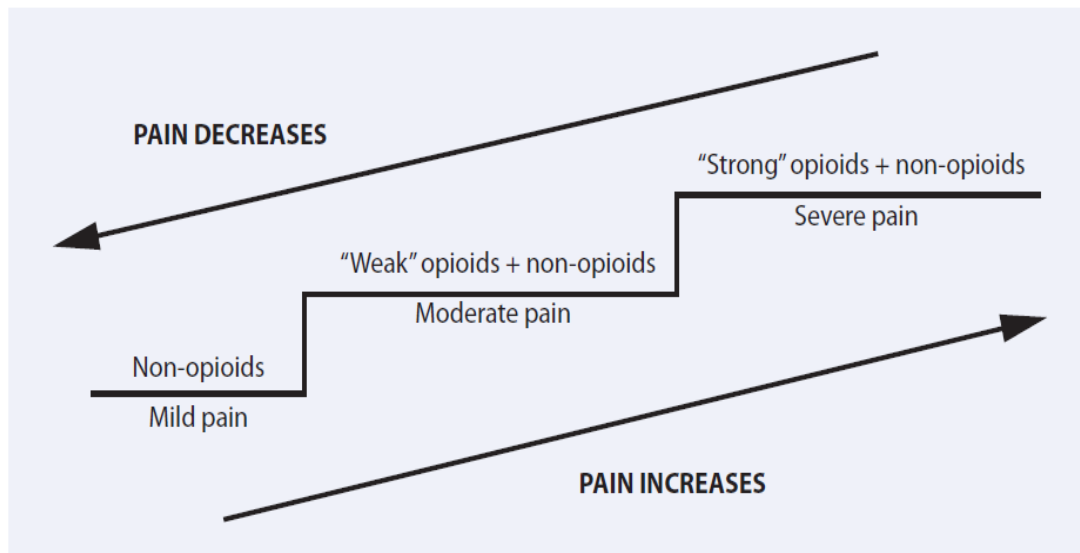 PAIN DECREASES
“Strong” opioids + non-opioids
Severe pain
“Weak” opioids + non-opioids
Moderate pain
Non-opioids
Mild pain
PAIN INCREASES